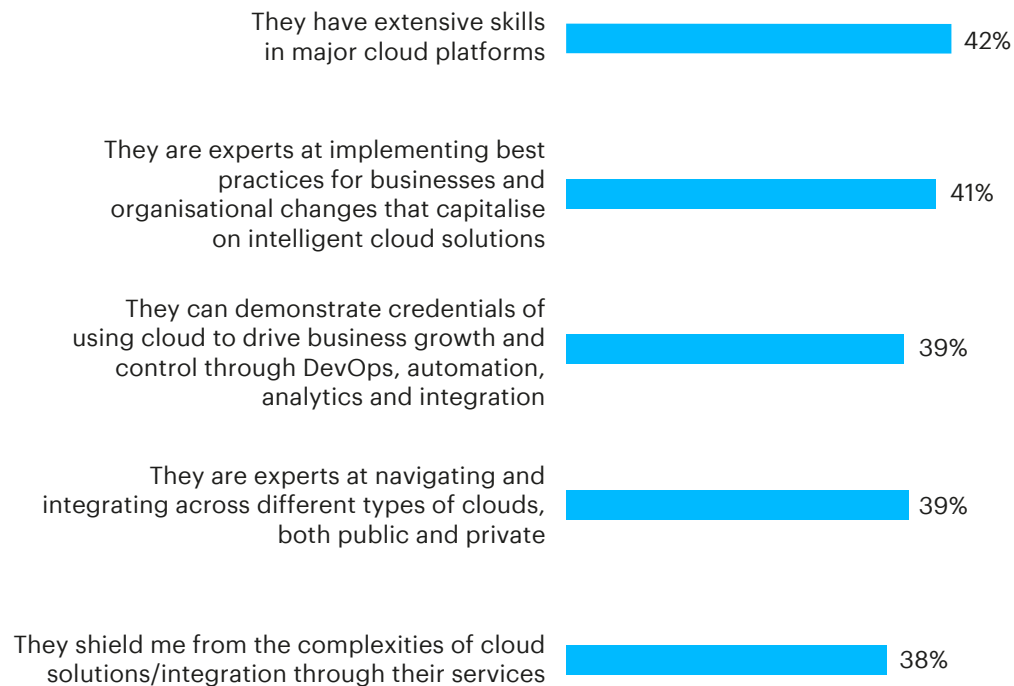 They have extensive skills
in major cloud platforms
42%
They are experts at implementing best
practices for businesses and
organisational changes that capitalise
on intelligent cloud solutions
41%
They can demonstrate credentials of
using cloud to drive business growth and
control through DevOps, automation,
analytics and integration
39%
They are experts at navigating and
integrating across different types of clouds,
both public and private
39%
They shield me from the complexities of cloud
solutions/integration through their services
38%